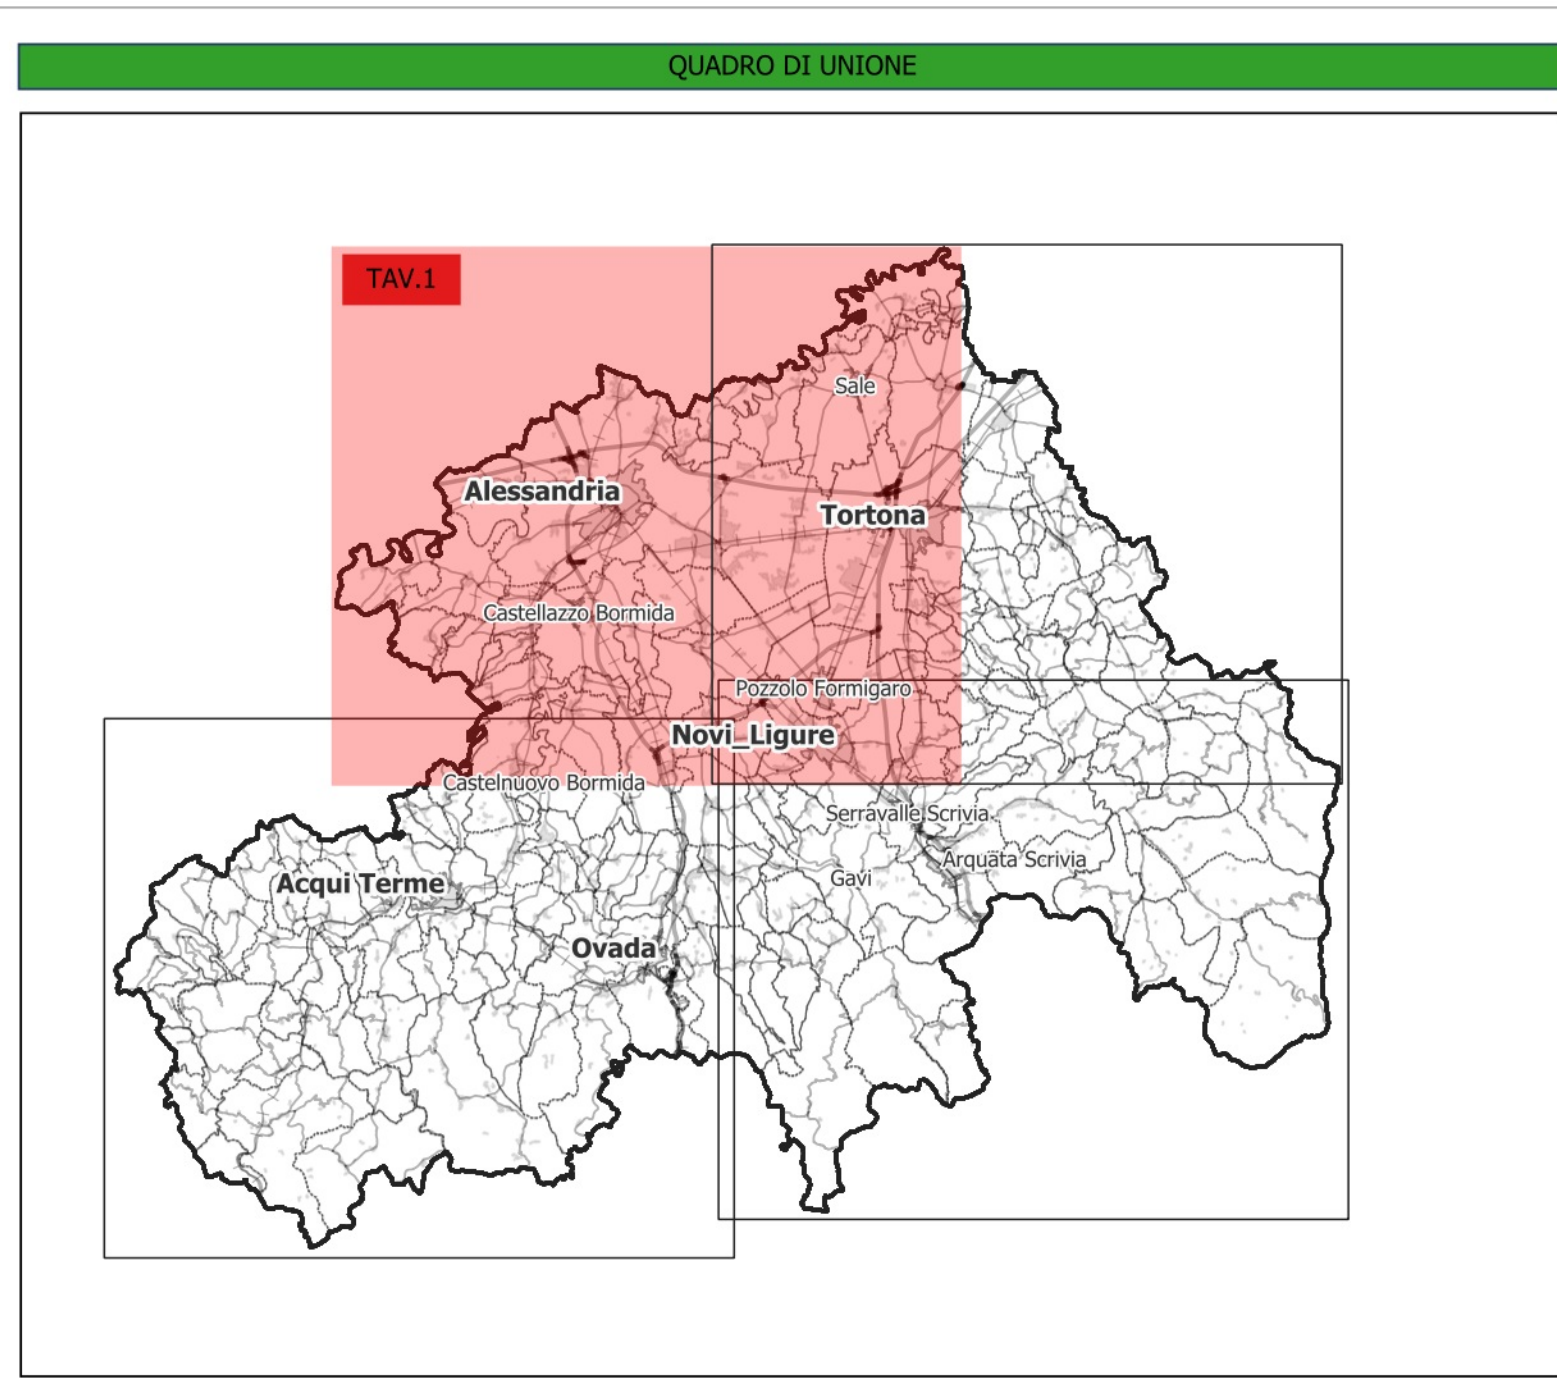 QUADRO DI UNIONE
TAV.1
Sale
Alessandria
Tortona
Castellazzo Bormida
Pozzolo Formigaro
Novi_Ligure
Castelnuovo Bormida
Serravalle Scrivia
Arquata Scrivia
Gavi
Acqui Terme
Ovada